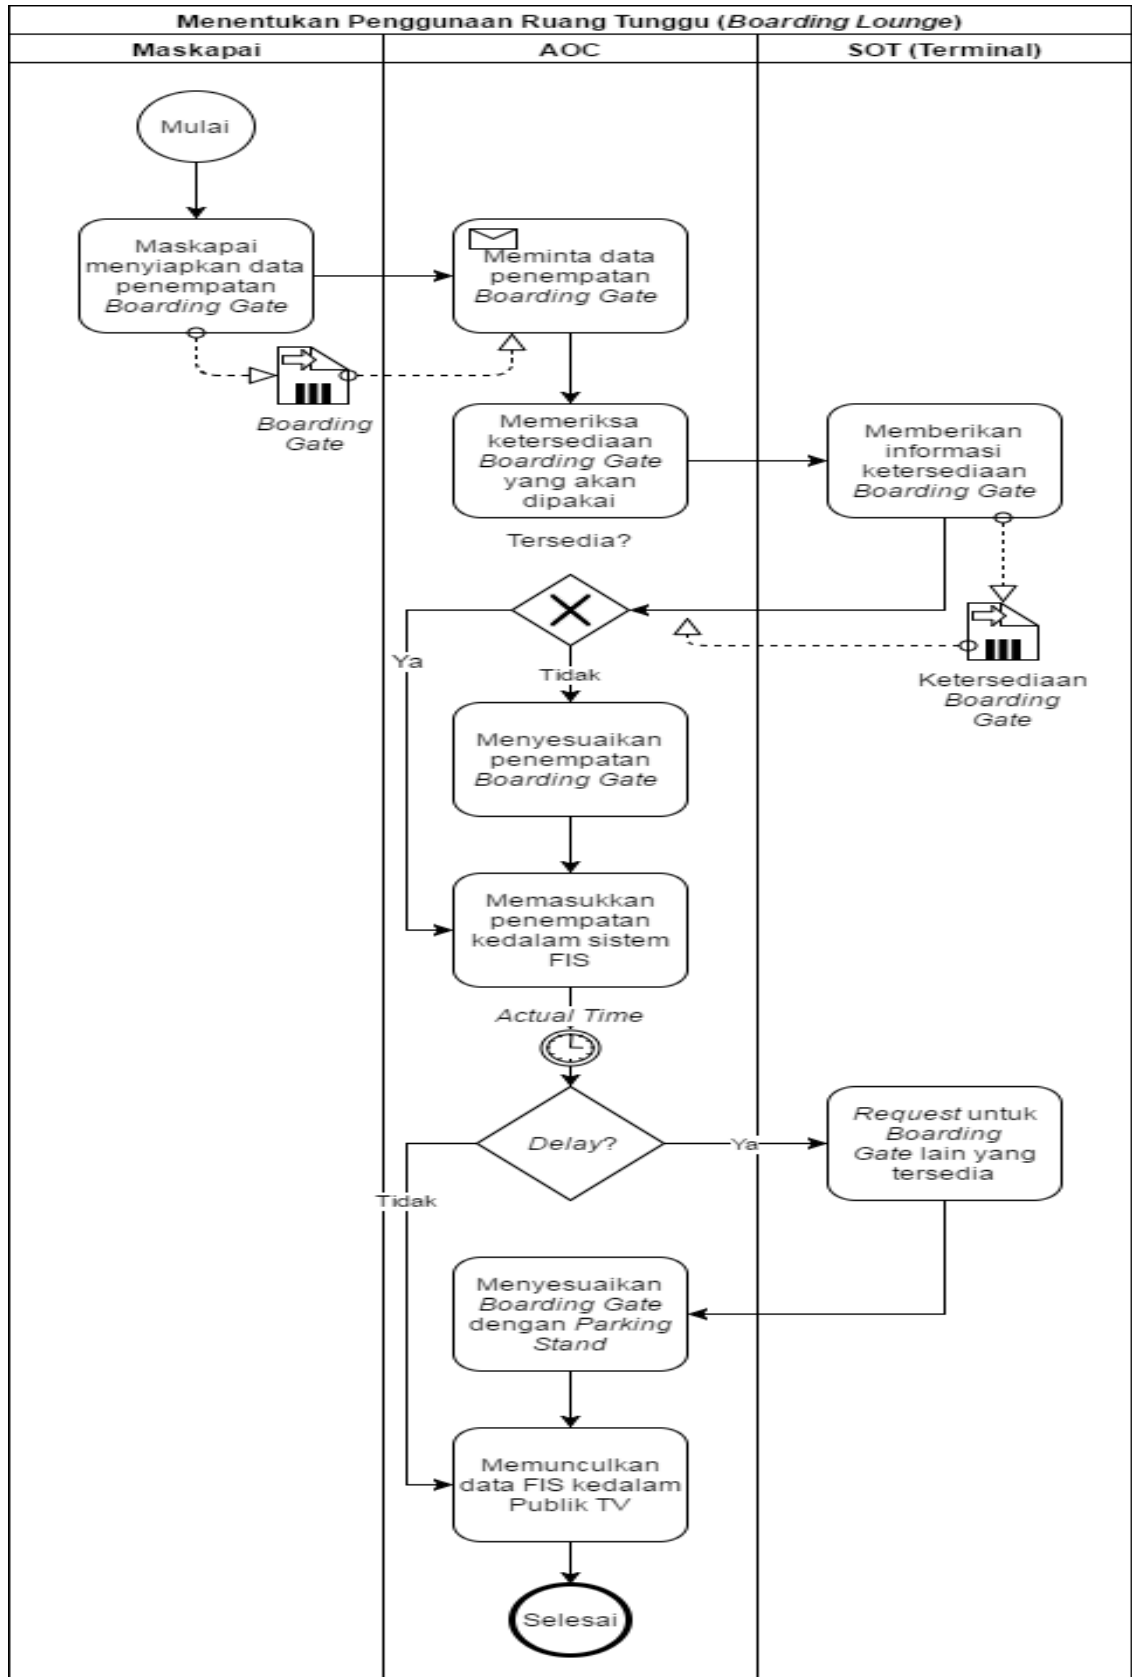 Menentukan Penggunaan Ruang Tunggu (Boarding Lounge)
Maskapai
AOC
SOT (Terminal)
Mulai
Maskapai
menyiapkan data
penempatan
Boarding Gate
Meminta data
penempatan
Boarding Gate
Boarding
Gate
Memeriksa
ketersediaan
Boarding Gate
yang akan
dipakai
Memberikan
informasi
ketersediaan
Boarding Gate
Tersedia?
Ya
Tidak
Ketersediaan
Boarding
Gate
Menyesuaikan
penempatan
Boarding Gate
Memasukkan
penempatan
kedalam sistem
FIS
Actual Time
Delay?
Ya
Request untuk
Boarding
Gate lain yang
tersedia
Tidak
Menyesuaikan
Boarding Gate
dengan Parking
Stand
Memunculkan
data FIS kedalam
Publik TV
Selesai